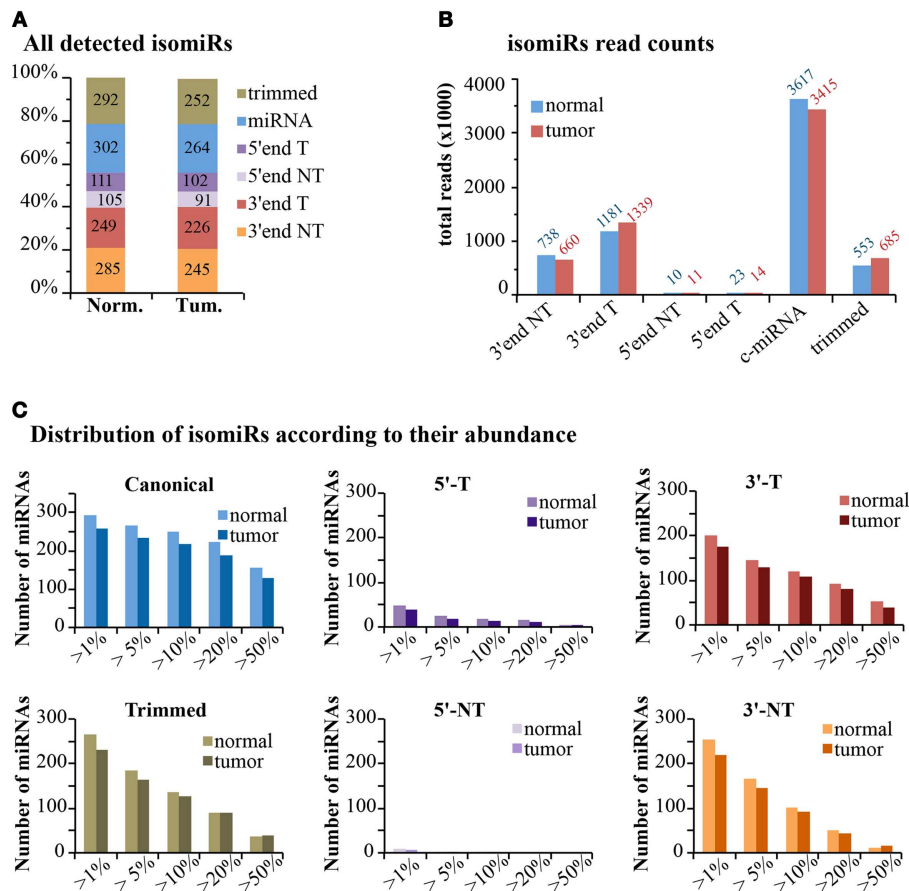 A
All detected isomiRs
100%
80%
60%
40%
20%
0%
292
302
111
105
249
285
252
264
102
91
226
245
Norm.
Tum.
trimmed
miRNA
5'end T
5'end NT
3'end T
3'end NT
B
isomiRs read counts
total reads (x1000)
4000
3000
2000
1000
0
normal
tumor
738
660
1181
1339
10
11
23
14
3617
3415
553
685
3'end NT
3'end T
5'end NT
5'end T
c-miRNA
trimmed
C
Distribution of isomiRs according to their abundance
Canonical
Number of miRNAs
300
200
100
0
normal
tumor
>1%
> 5%
>10%
>20%
>50%
5'-T
Number of miRNAs
300
200
100
0
normal
tumor
>1%
> 5%
>10%
>20%
>50%
3'-T
Number of miRNAs
300
200
100
0
normal
tumor
>1%
> 5%
>10%
>20%
>50%
Trimmed
Number of miRNAs
300
200
100
0
normal
tumor
>1%
> 5%
>10%
>20%
>50%
5'-NT
Number of miRNAs
300
200
100
0
normal
tumor
>1%
> 5%
>10%
>20%
>50%
3'-NT
Number of miRNAs
300
200
100
0
normal
tumor
>1%
> 5%
>10%
>20%
>50%